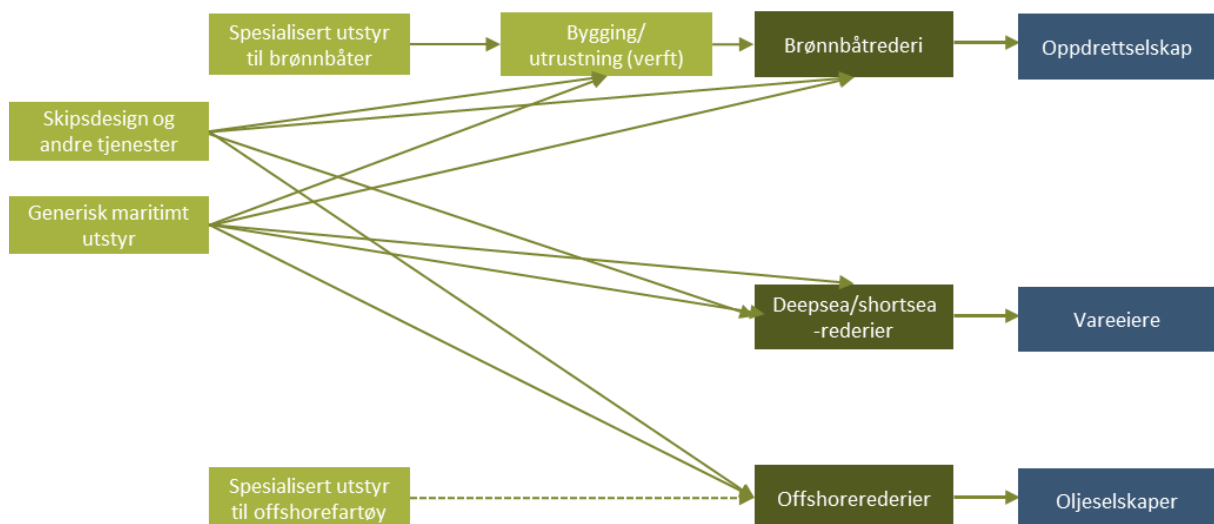 Spesialisert utstyr
til brønnbåter
Bygging/
utrustning (verft)
Brønnbåtrederi
Oppdrettselskap
Skipsdesign og
andre tjenester
Generisk maritimt
utstyr
Deepsea/shortsea
-rederier
Vareeiere
Spesialisert utstyr
til offshorefartøy
Offshorerederier
Oljeselskaper